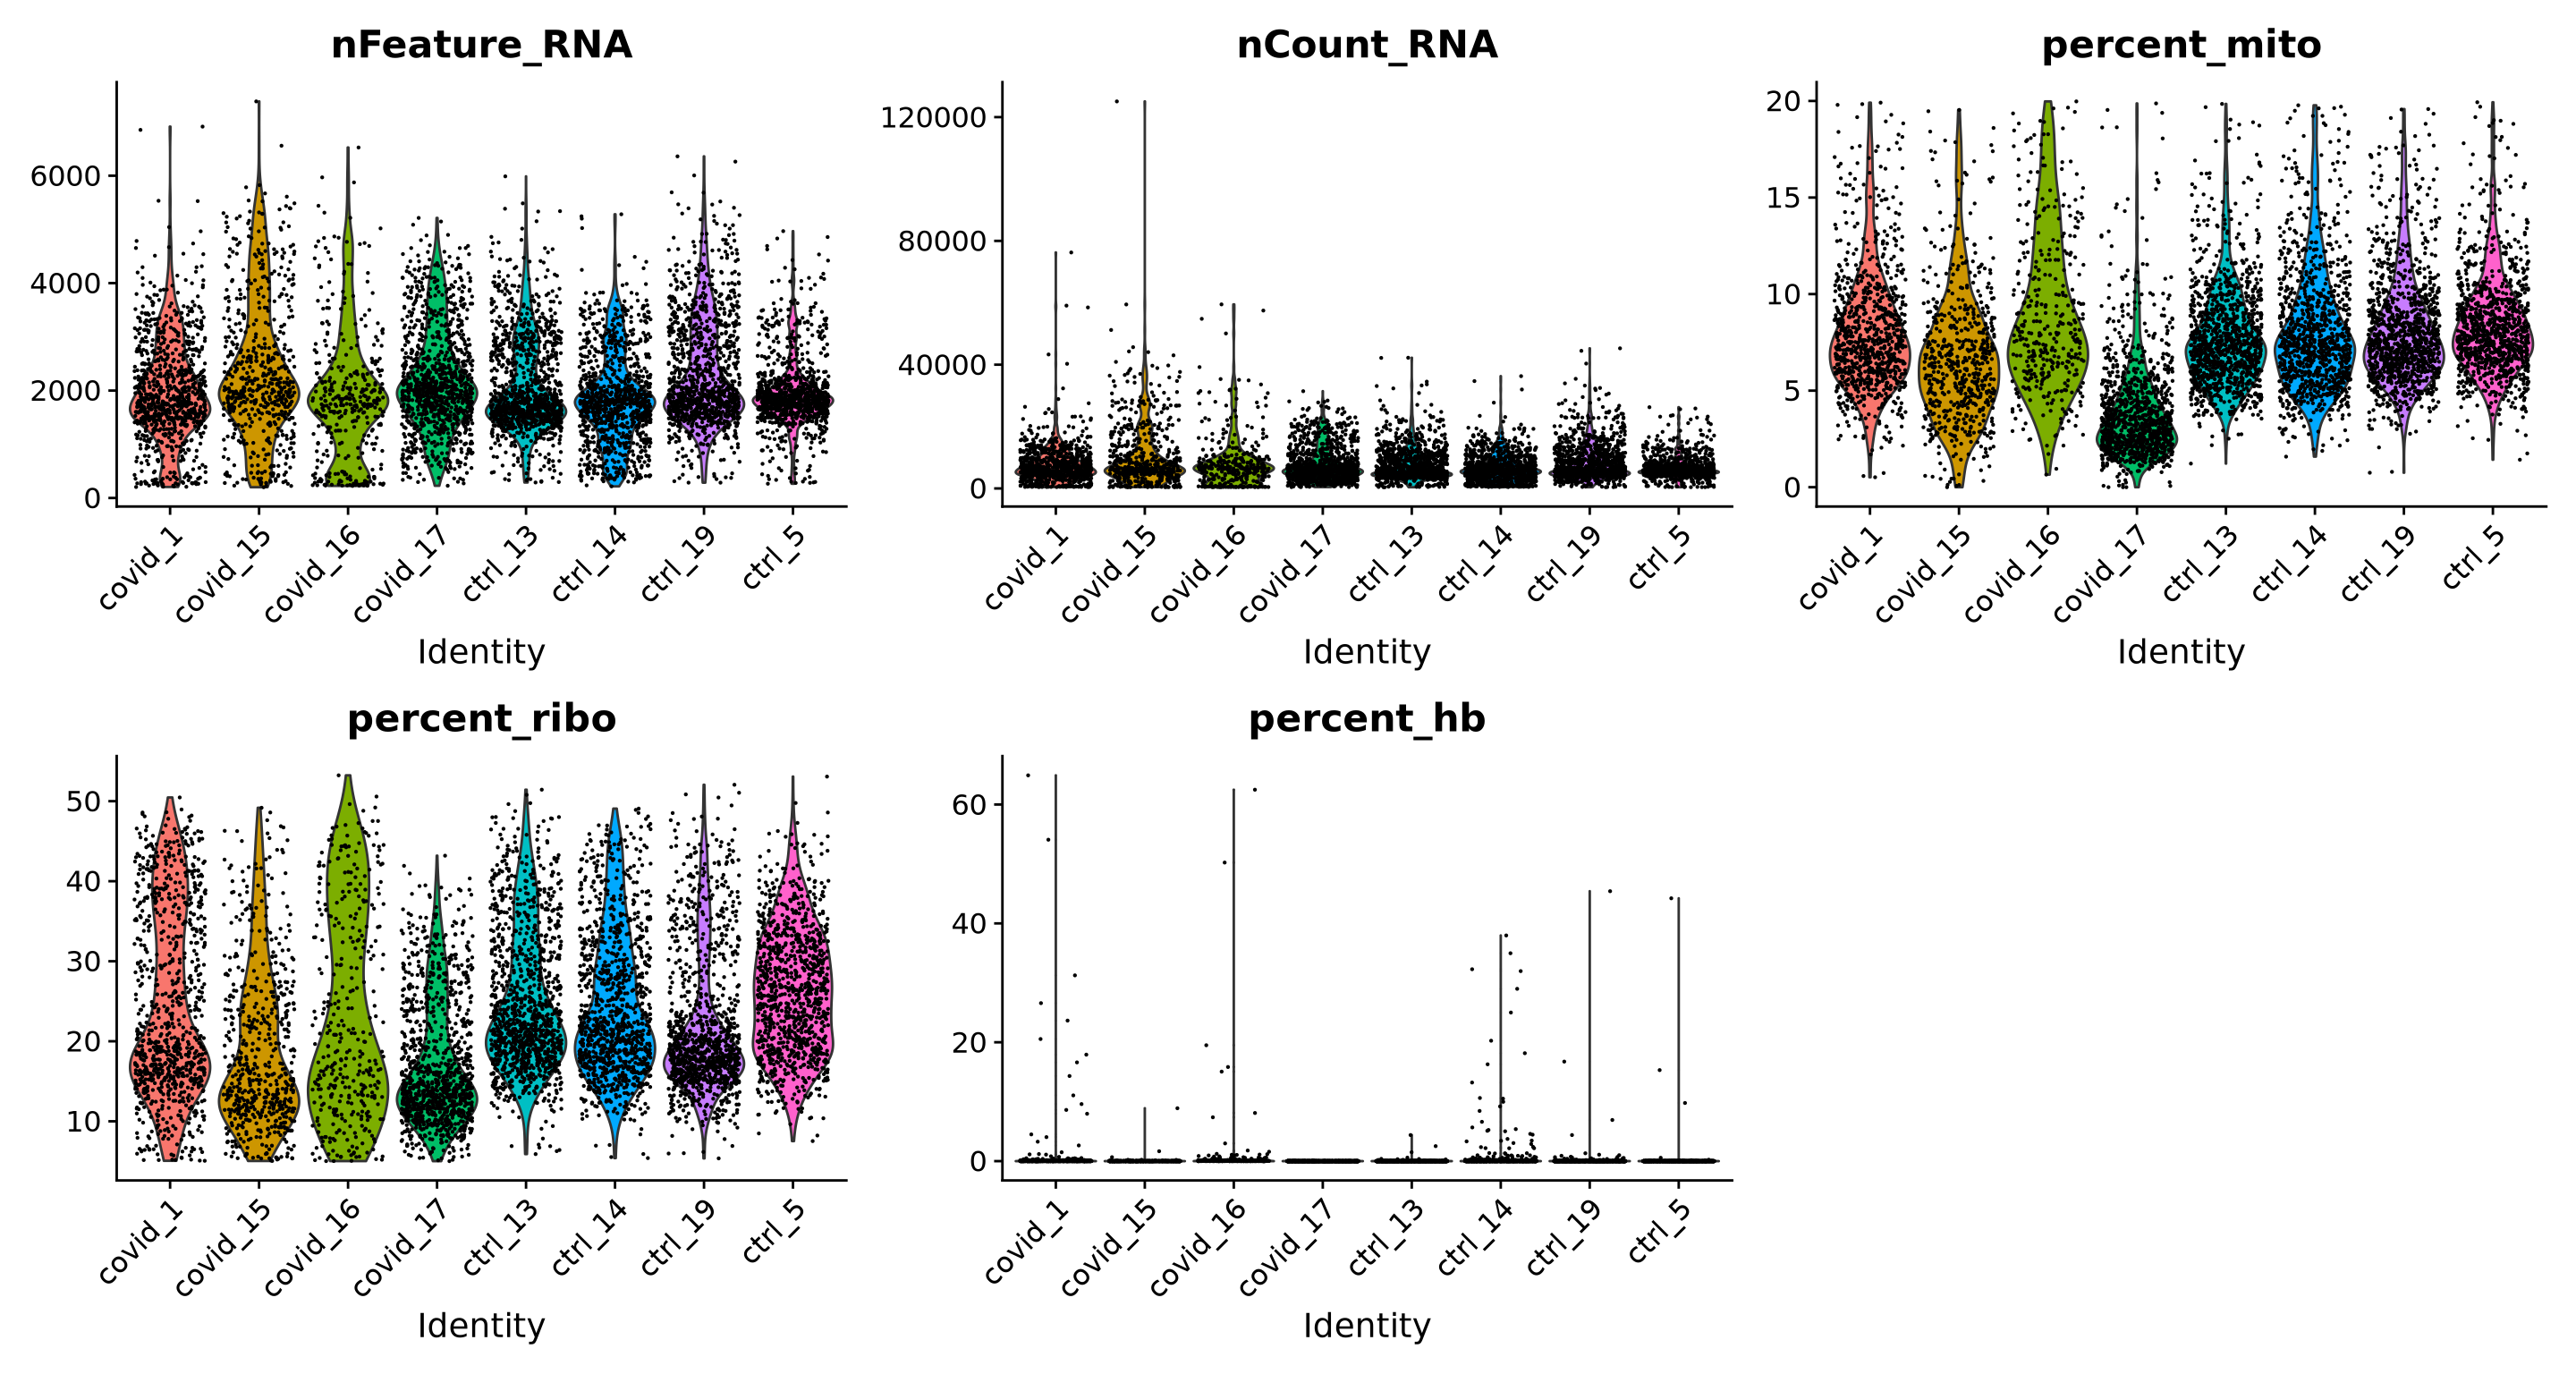 nFeature_RNA
6000
4000
2000
0
covid_1
covid_15
covid_16
covid_17
ctrl_13
ctrl_14
ctrl_19
ctrl_5
Identity
nCount_RNA
120000
80000
40000
0
covid_1
covid_15
covid_16
covid_17
ctrl_13
ctrl_14
ctrl_19
ctrl_5
Identity
percent_mito
20
15
10
5
0
covid_1
covid_15
covid_16
covid_17
ctrl_13
ctrl_14
ctrl_19
ctrl_5
Identity
percent_ribo
50
40
30
20
10
covid_1
covid_15
covid_16
covid_17
ctrl_13
ctrl_14
ctrl_19
ctrl_5
Identity
percent_hb
60
40
20
0
covid_1
covid_15
covid_16
covid_17
ctrl_13
ctrl_14
ctrl_19
ctrl_5
Identity